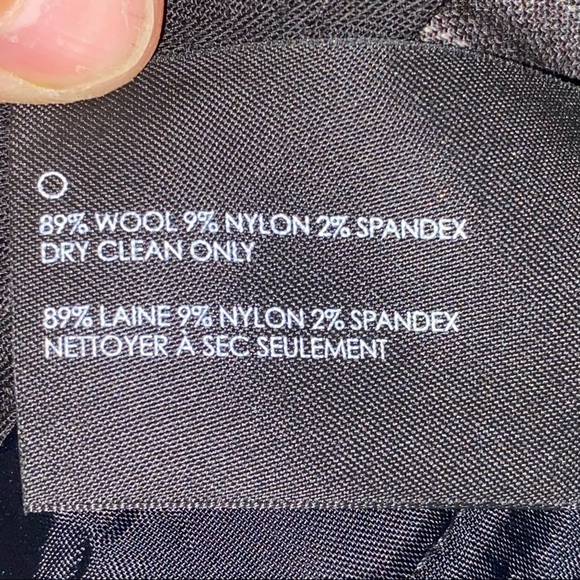 89% WOOL 9% NYLON 2% SPANDEX
DRY CLEAN ONLY
89% LAINE 9% NYLON 2% SPANDEX
NETTOYER À SEC SEULEMENT